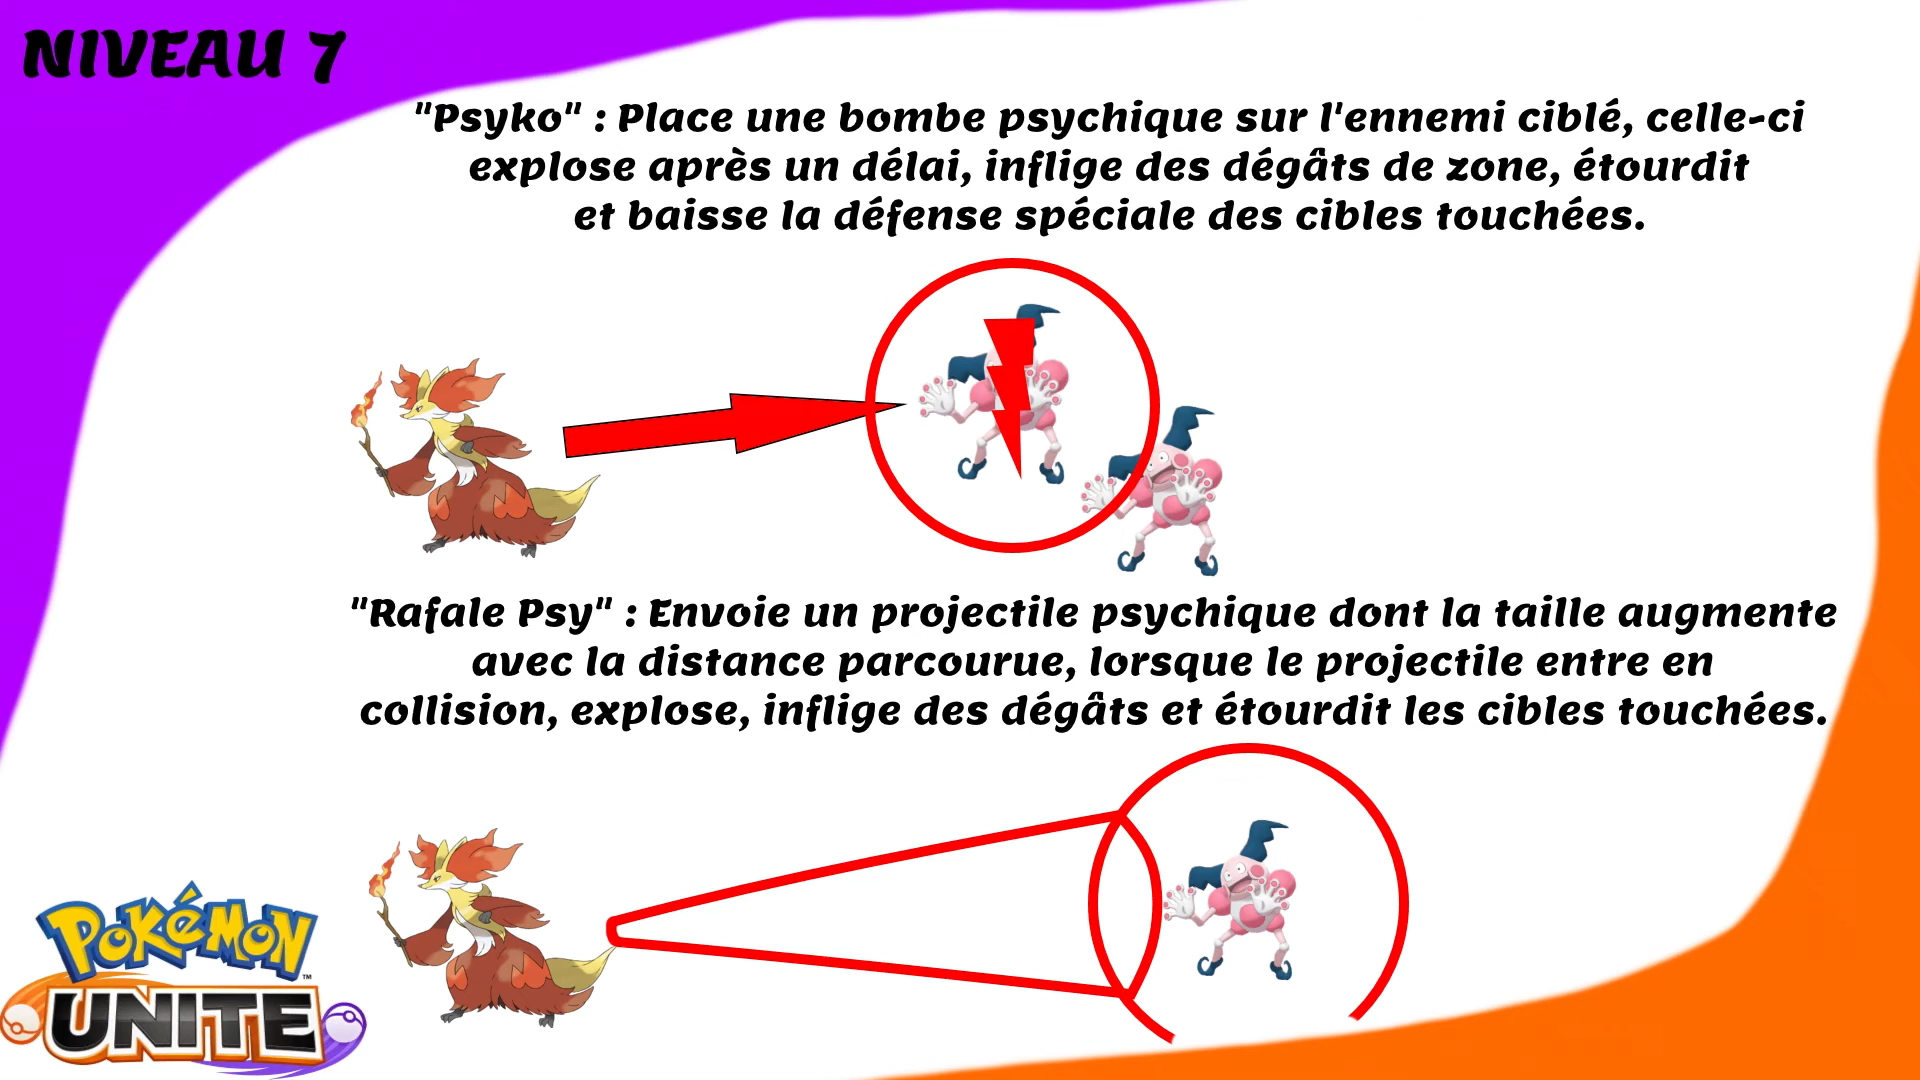 NIVEAU 7
"Psyko" : Place une bombe psychique sur l'ennemi ciblé, celle-ci
explose après un délai, inflige des dégâts de zone, étourdit
et baisse la défense spéciale des cibles touchées.
"Rafale Psy" : Envoie un projectile psychique dont la taille augmente
avec la distance parcourue, lorsque le projectile entre en
collision, explose, inflige des dégâts et étourdit les cibles touchées.
POKÉMON
™
UNITE